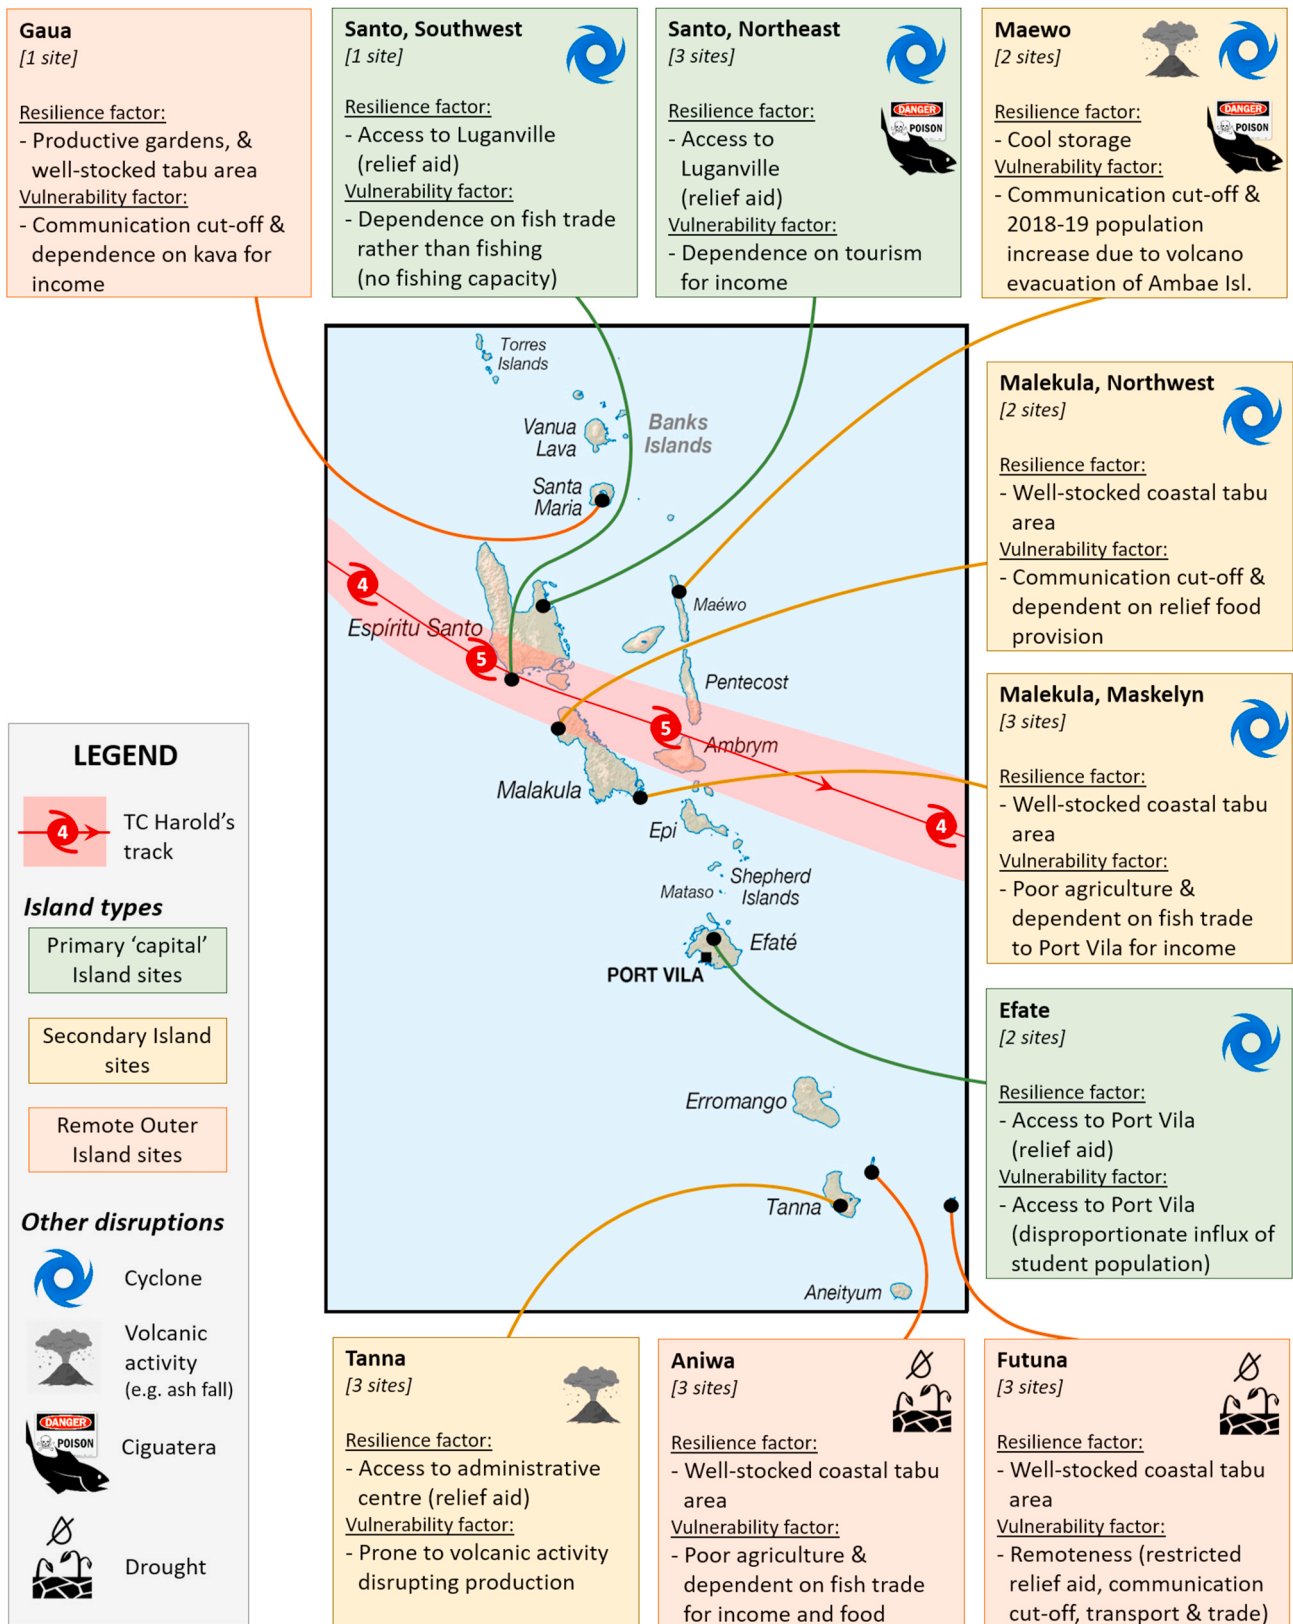 Gaua
[1 site]
Resilience factor:
- Productive gardens, &
well-stocked tabu area
Vulnerability factor:
- Communication cut-off &
dependence on kava for
income
Santo, Southwest
[1 site]
Resilience factor:
- Access to Luganville
(relief aid)
Vulnerability factor:
- Dependence on fish trade
rather than fishing
(no fishing capacity)
Santo, Northeast
[3 sites]
DANGER
POISON
Resilience factor:
- Access to
Luganville
(relief aid)
Vulnerability factor:
- Dependence on tourism
for income
Maewo
[2 sites]
DANGER
POISON
Resilience factor:
- Cool storage
Vulnerability factor:
- Communication cut-off &
2018-19 population
increase due to volcano
evacuation of Ambae Isl.
Malekula, Northwest
[2 sites]
Resilience factor:
- Well-stocked coastal tabu
area
Vulnerability factor:
- Communication cut-off &
dependent on relief food
provision
Malekula, Maskelyn
[3 sites]
Resilience factor:
- Well-stocked coastal tabu
area
Vulnerability factor:
- Poor agriculture &
dependent on fish trade
to Port Vila for income
Efate
[2 sites]
Resilience factor:
- Access to Port Vila
(relief aid)
Vulnerability factor:
- Access to Port Vila
(disproportionate influx of
student population)
Torres
Islands
Vanua
Lava
Banks
Islands
Santa
Maria
4
Espíritu Santo
5
Maéwo
Pentecost
5
Ambrym
Malakula
4
Epi
Shepherd
Islands
Mataso
Efaté
PORT VILA
Erromango
Tanna
Aneityum
LEGEND
4
TC Harold's
track
Island types
Primary 'capital'
Island sites
Secondary Island
sites
Remote Outer
Island sites
Other disruptions
Cyclone
Volcanic
activity
(e.g. ash fall)
DANGER
POISON
Ciguatera
Drought
Tanna
[3 sites]
Resilience factor:
- Access to administrative
centre (relief aid)
Vulnerability factor:
- Prone to volcanic activity
disrupting production
Aniwa
[3 sites]
Resilience factor:
- Well-stocked coastal tabu
area
Vulnerability factor:
- Poor agriculture &
dependent on fish trade
for income and food
Futuna
[3 sites]
Resilience factor:
- Well-stocked coastal tabu
area
Vulnerability factor:
- Remoteness (restricted
relief aid, communication
cut-off, transport & trade)